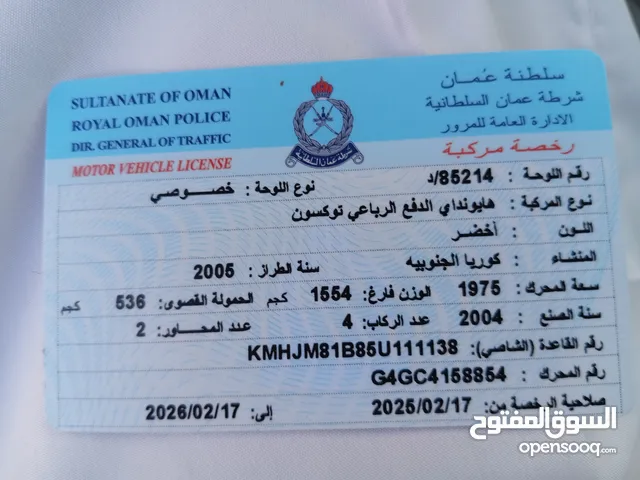 SULTANATE OF OMAN
ROYAL OMAN POLICE
DIR. GENERAL OF TRAFFIC
MOTOR VEHICLE LICENSE
سلطنة عُمان
شرطة عمان السلطانية
الادارة العامة للمرور
رخصة مركبة
شرطة عمان السلطانية
رقم اللوحة : 85214/د نوع اللوحة : خصوصي
نوع المركبة : هايونداي الدفع الرباعي توكسون
اللون : أخضر
المنشاء : كوريا الجنوبيه سنة الطراز : 2005
سعة المحرك : 1975 الوزن فارغ: 1554 كجم الحمولة القصوى: 536 كجم
سنة الصنع : 2004 عدد الركاب: 4 عدد المحاور : 2
رقم القاعدة (الشاصي): KMHJM81B85U111138
رقم المحرك : G4GC4158854
صلاحية الرخصة من: 2025/02/17 إلى: 2026/02/17
السوق المفتوح
opensooq.com